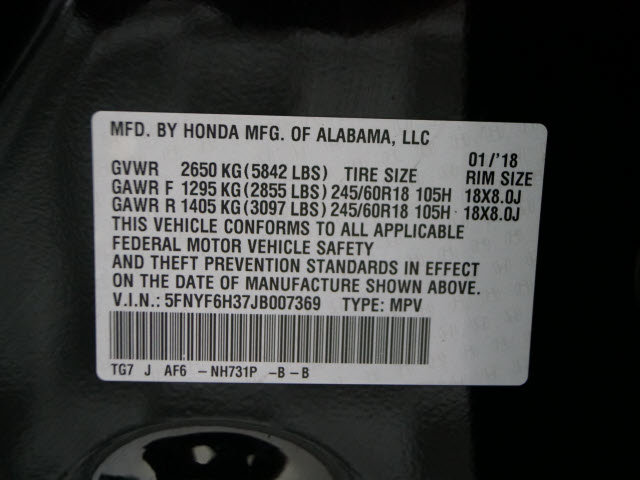 MFD. BY HONDA MFG. OF ALABAMA, LLC
01/'18
GVWR 2650 KG (5842 LBS) TIRE SIZE RIM SIZE
GAWR F 1295 KG (2855 LBS) 245/60R18 105H 18X8.0J
GAWR R 1405 KG (3097 LBS) 245/60R18 105H 18X8.0J
THIS VEHICLE CONFORMS TO ALL APPLICABLE
FEDERAL MOTOR VEHICLE SAFETY
AND THEFT PREVENTION STANDARDS IN EFFECT
ON THE DATE OF MANUFACTURE SHOWN ABOVE.
V.I.N.: 5FNYF6H37JB007369 TYPE: MPV
TG7 J AF6 -NH731P -B -B